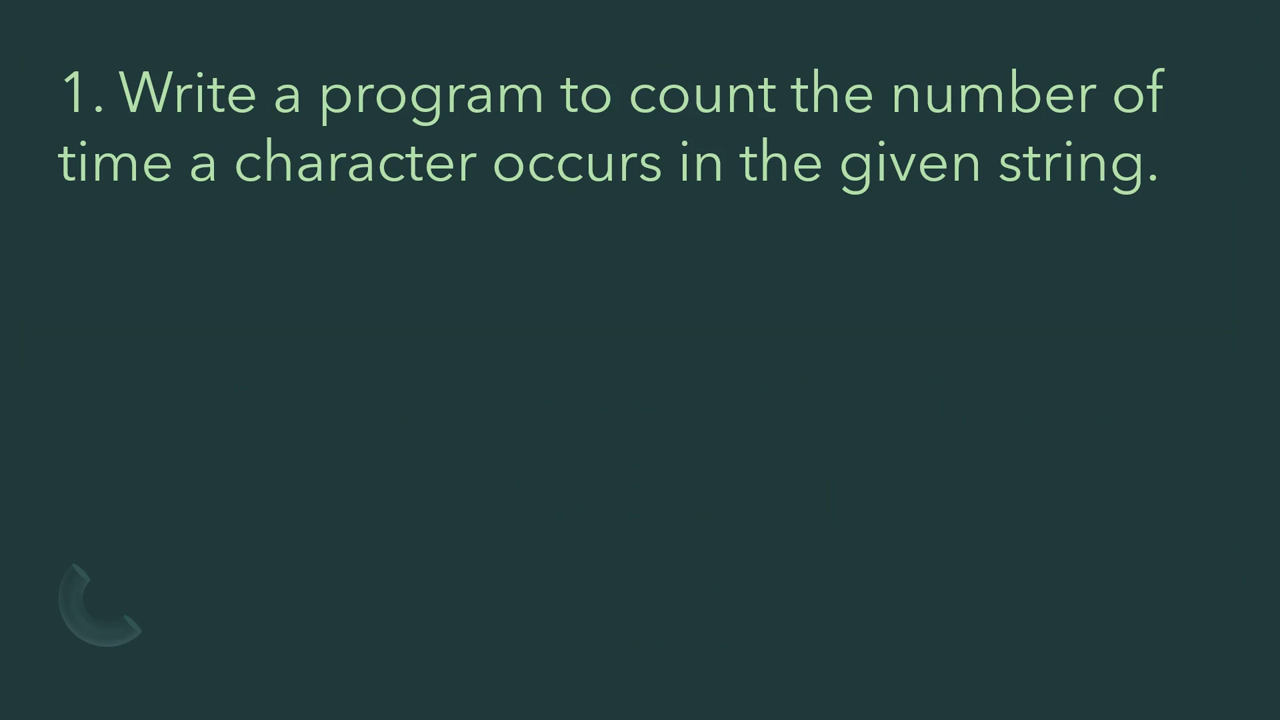 1. Write a program to count the number of
time a character occurs in the given string.